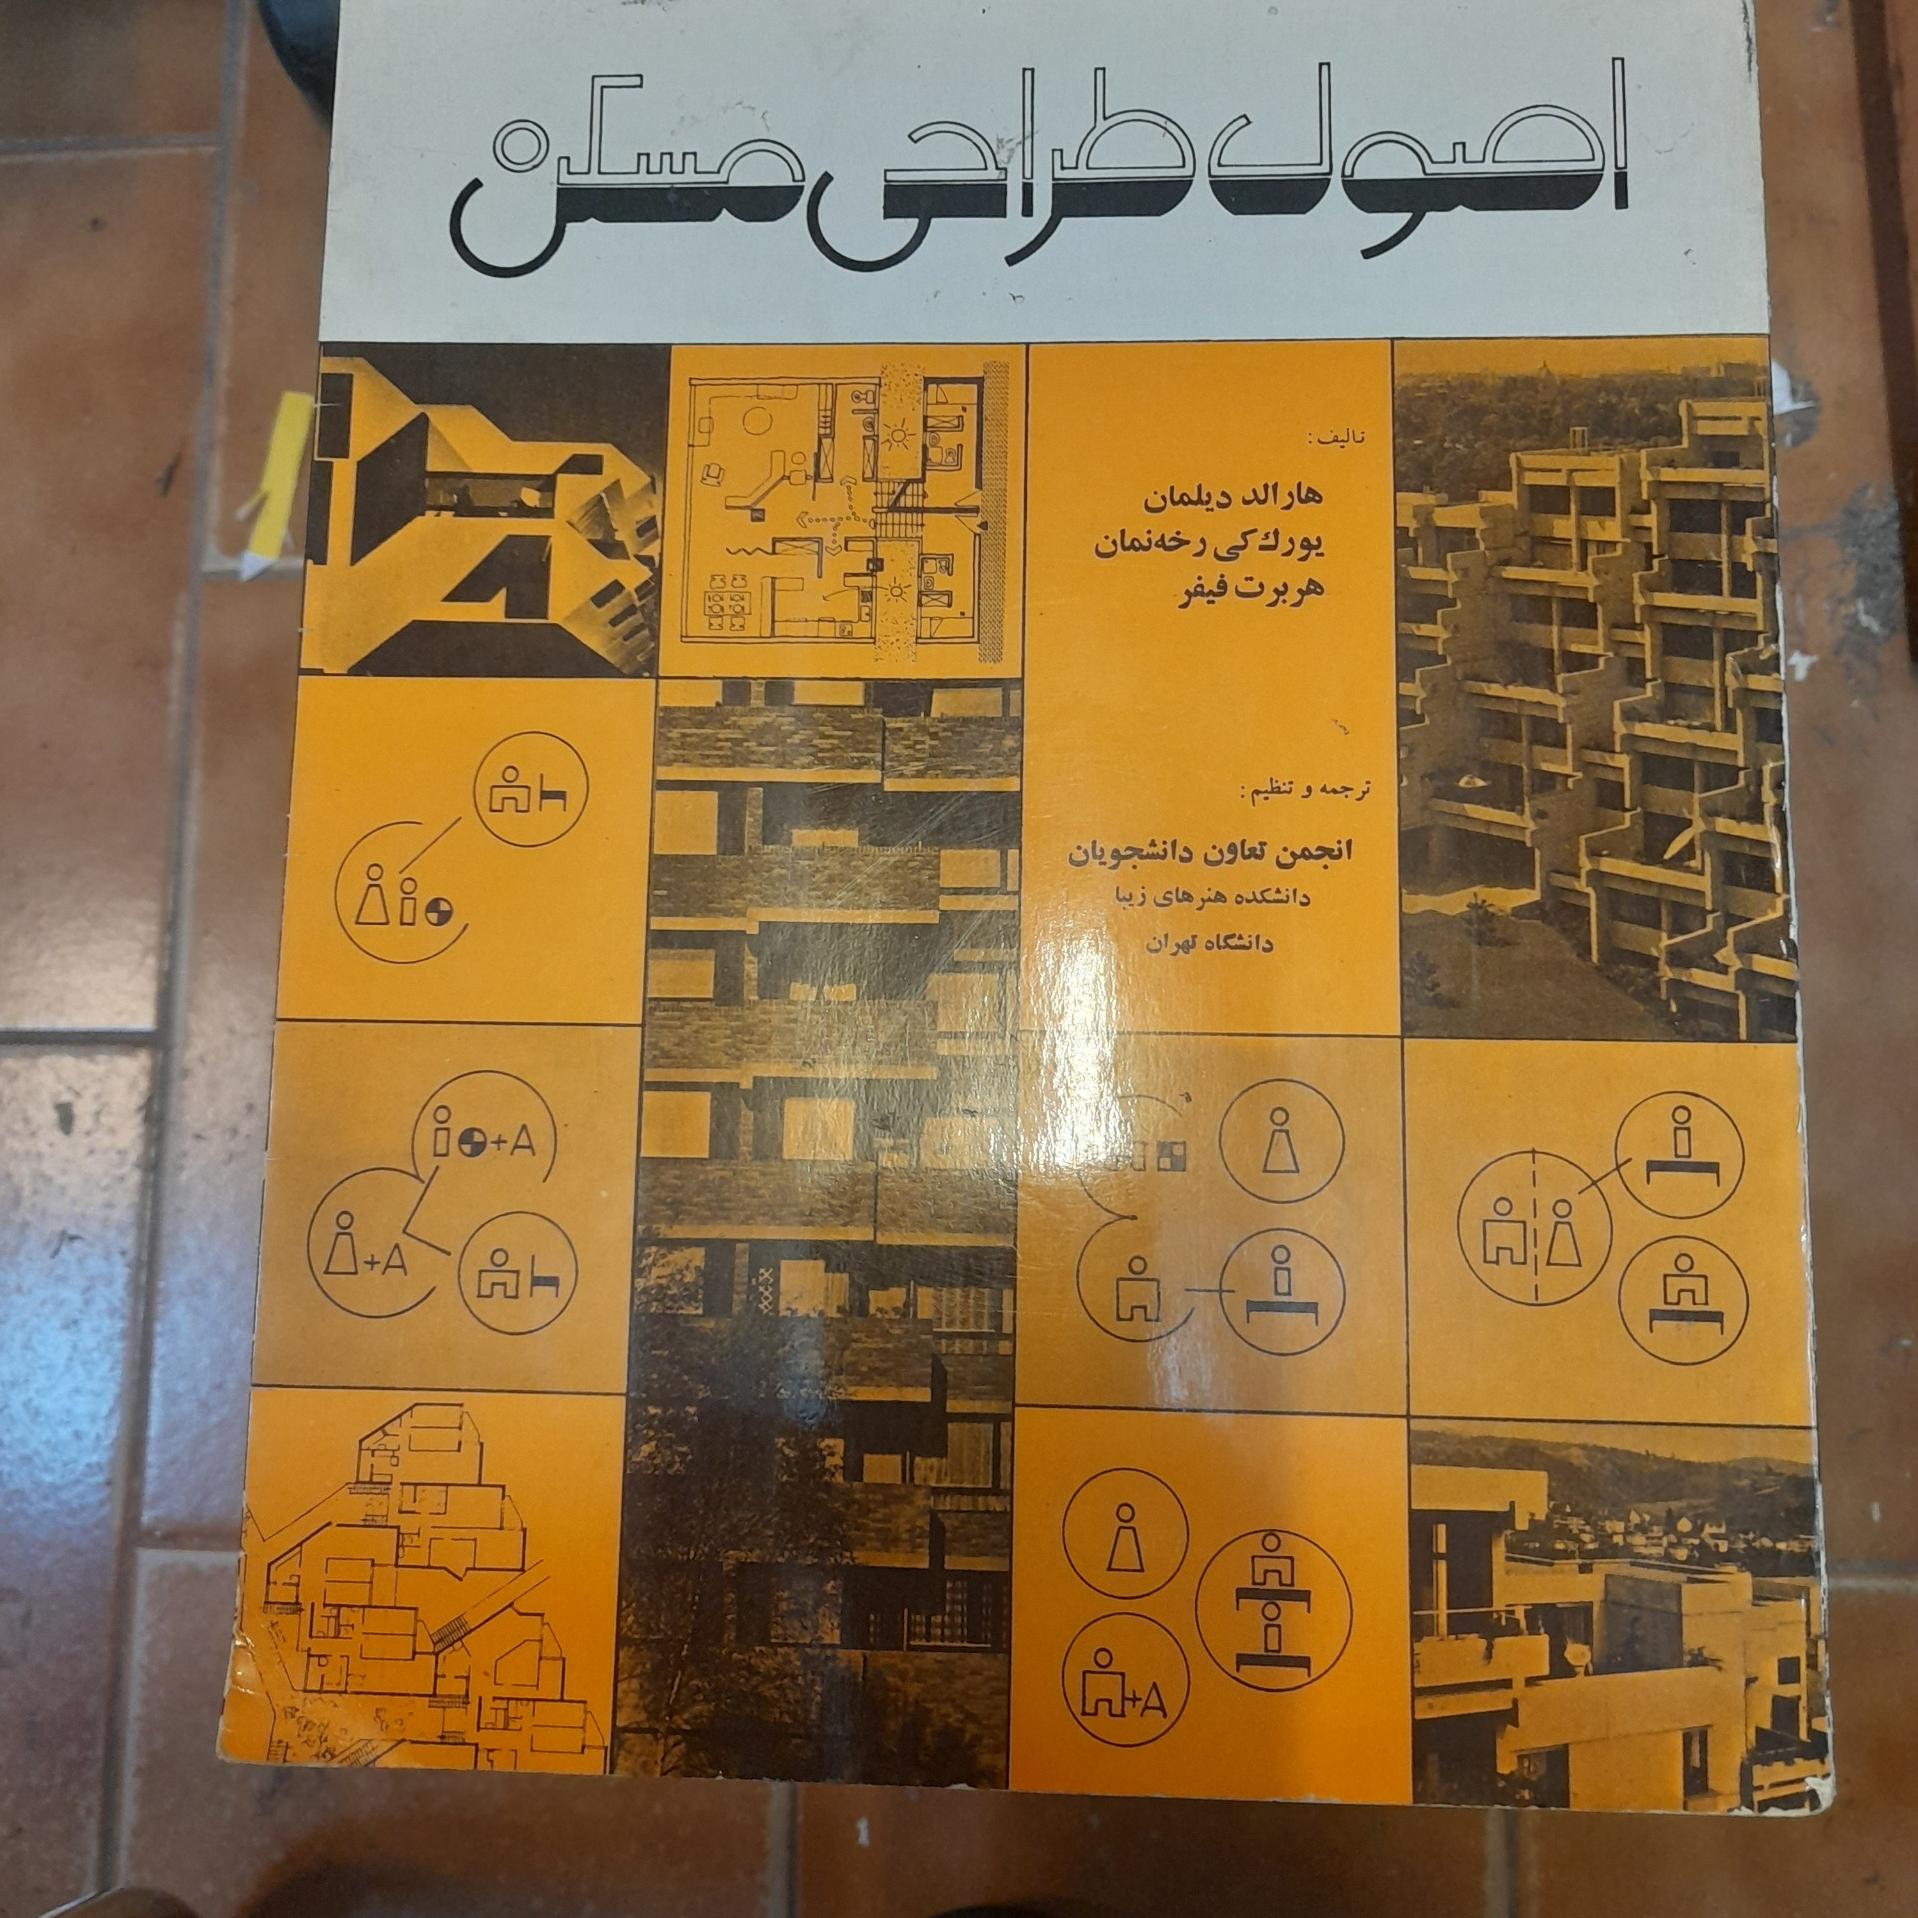 اصول طراحی مسکن
تالیف:
هارالد دیلمان
یورك کی رخه‌نمان
هربرت فیفر
ترجمه و تنظیم:
انجمن تعاون دانشجویان
دانشکده هنرهای زیبا
دانشگاه تهران
+A
+A
+A